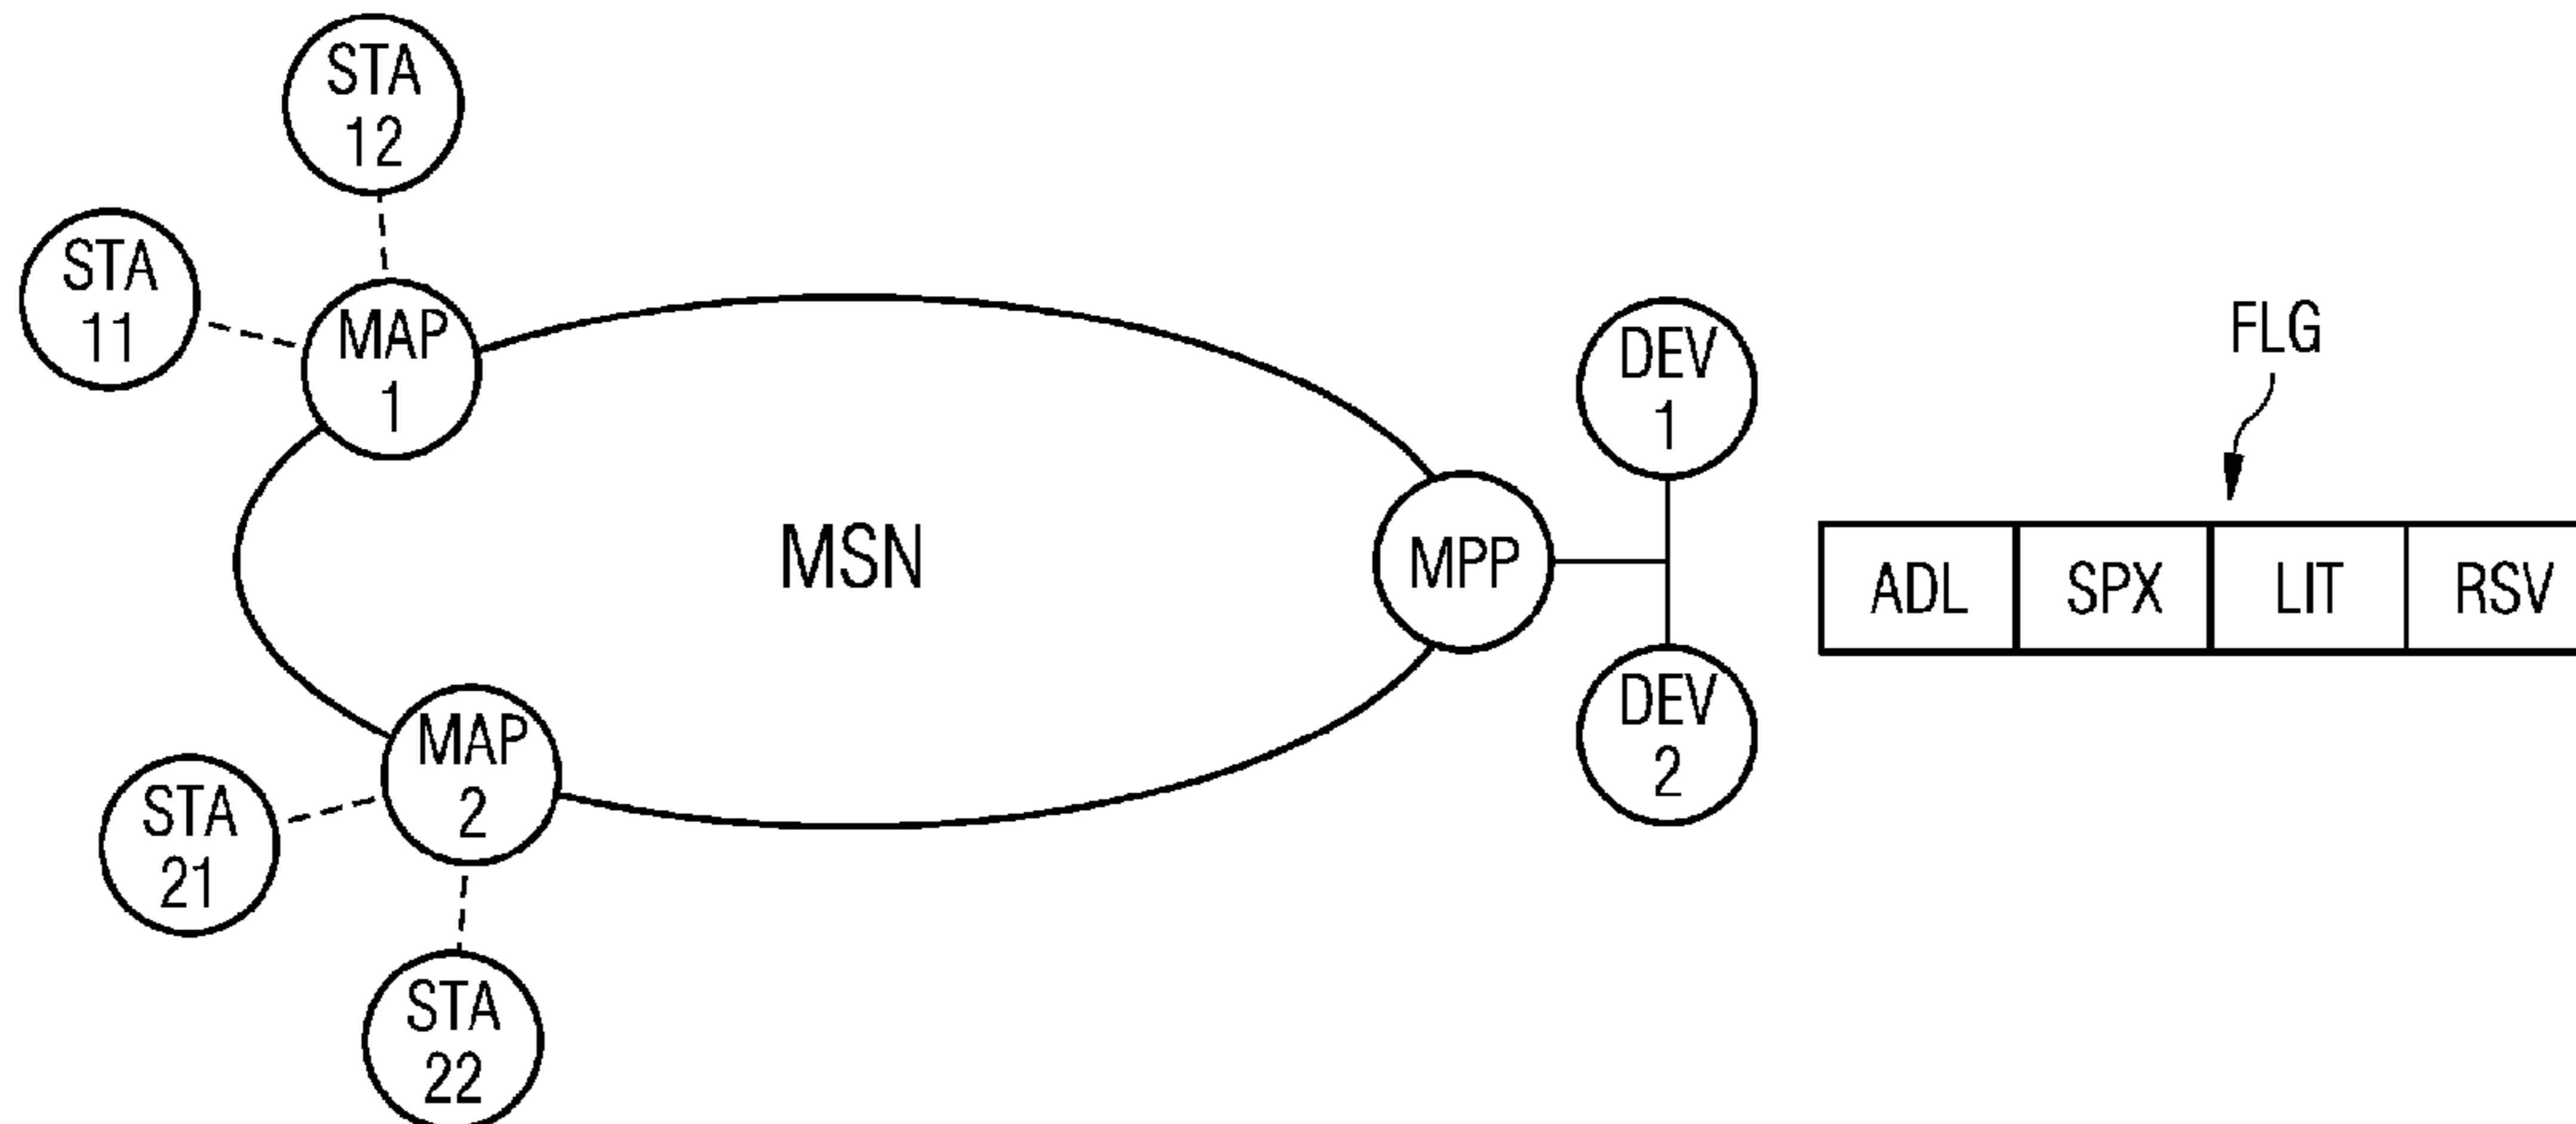 STA
12
STA
11
MAP
1
MSN
MPP
DEV
1
DEV
2
MAP
2
STA
21
STA
22
FLG
ADL SPX LIT RSV